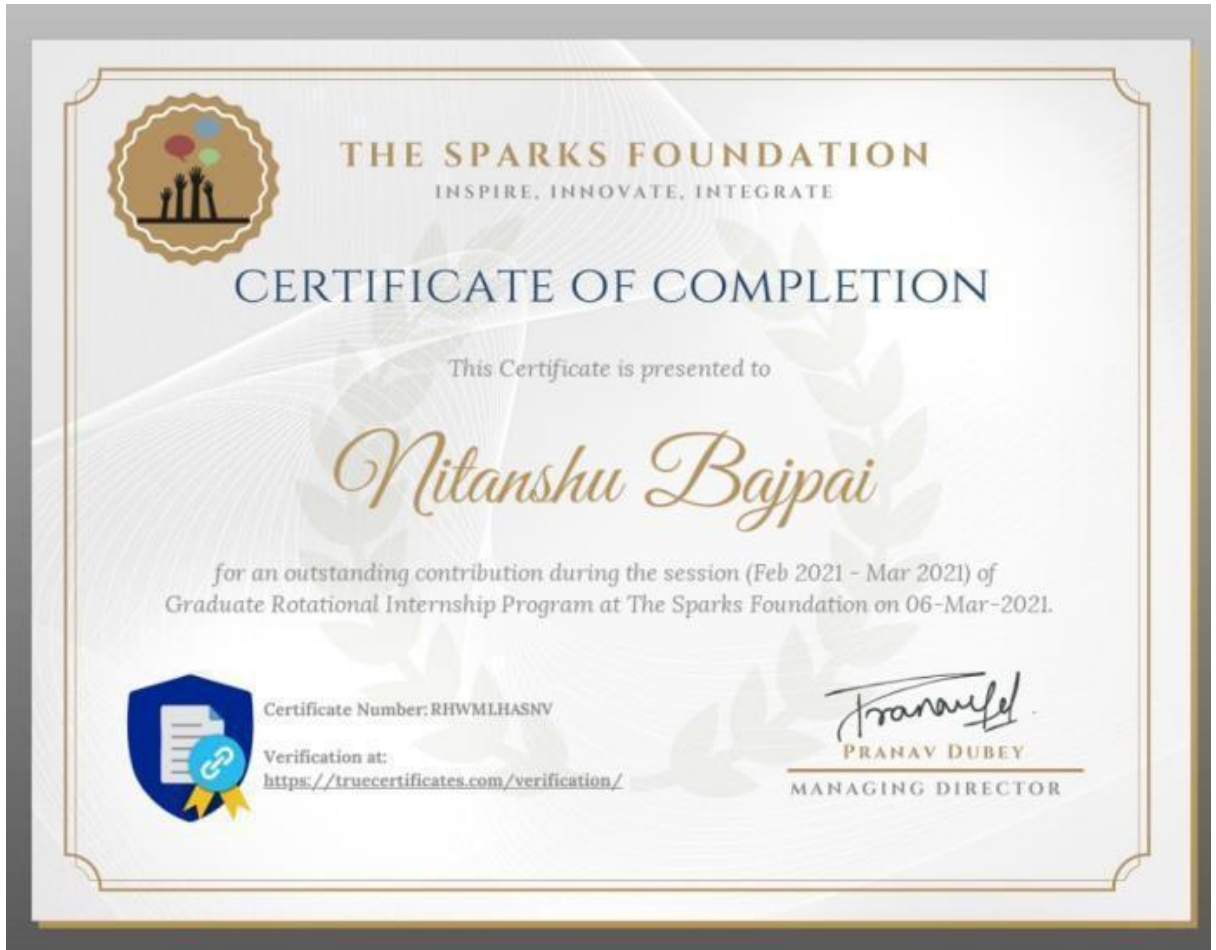 THE SPARKS FOUNDATION
INSPIRE, INNOVATE, INTEGRATE
CERTIFICATE OF COMPLETION
This Certificate is presented to
Nitanshu Bajpai
for an outstanding contribution during the session (Feb 2021 - Mar 2021) of
Graduate Rotational Internship Program at The Sparks Foundation on 06-Mar-2021.
Certificate Number: RHWMLHASNV
Verification at:
https://truecertificates.com/verification/
PRANAV DUBEY
MANAGING DIRECTOR